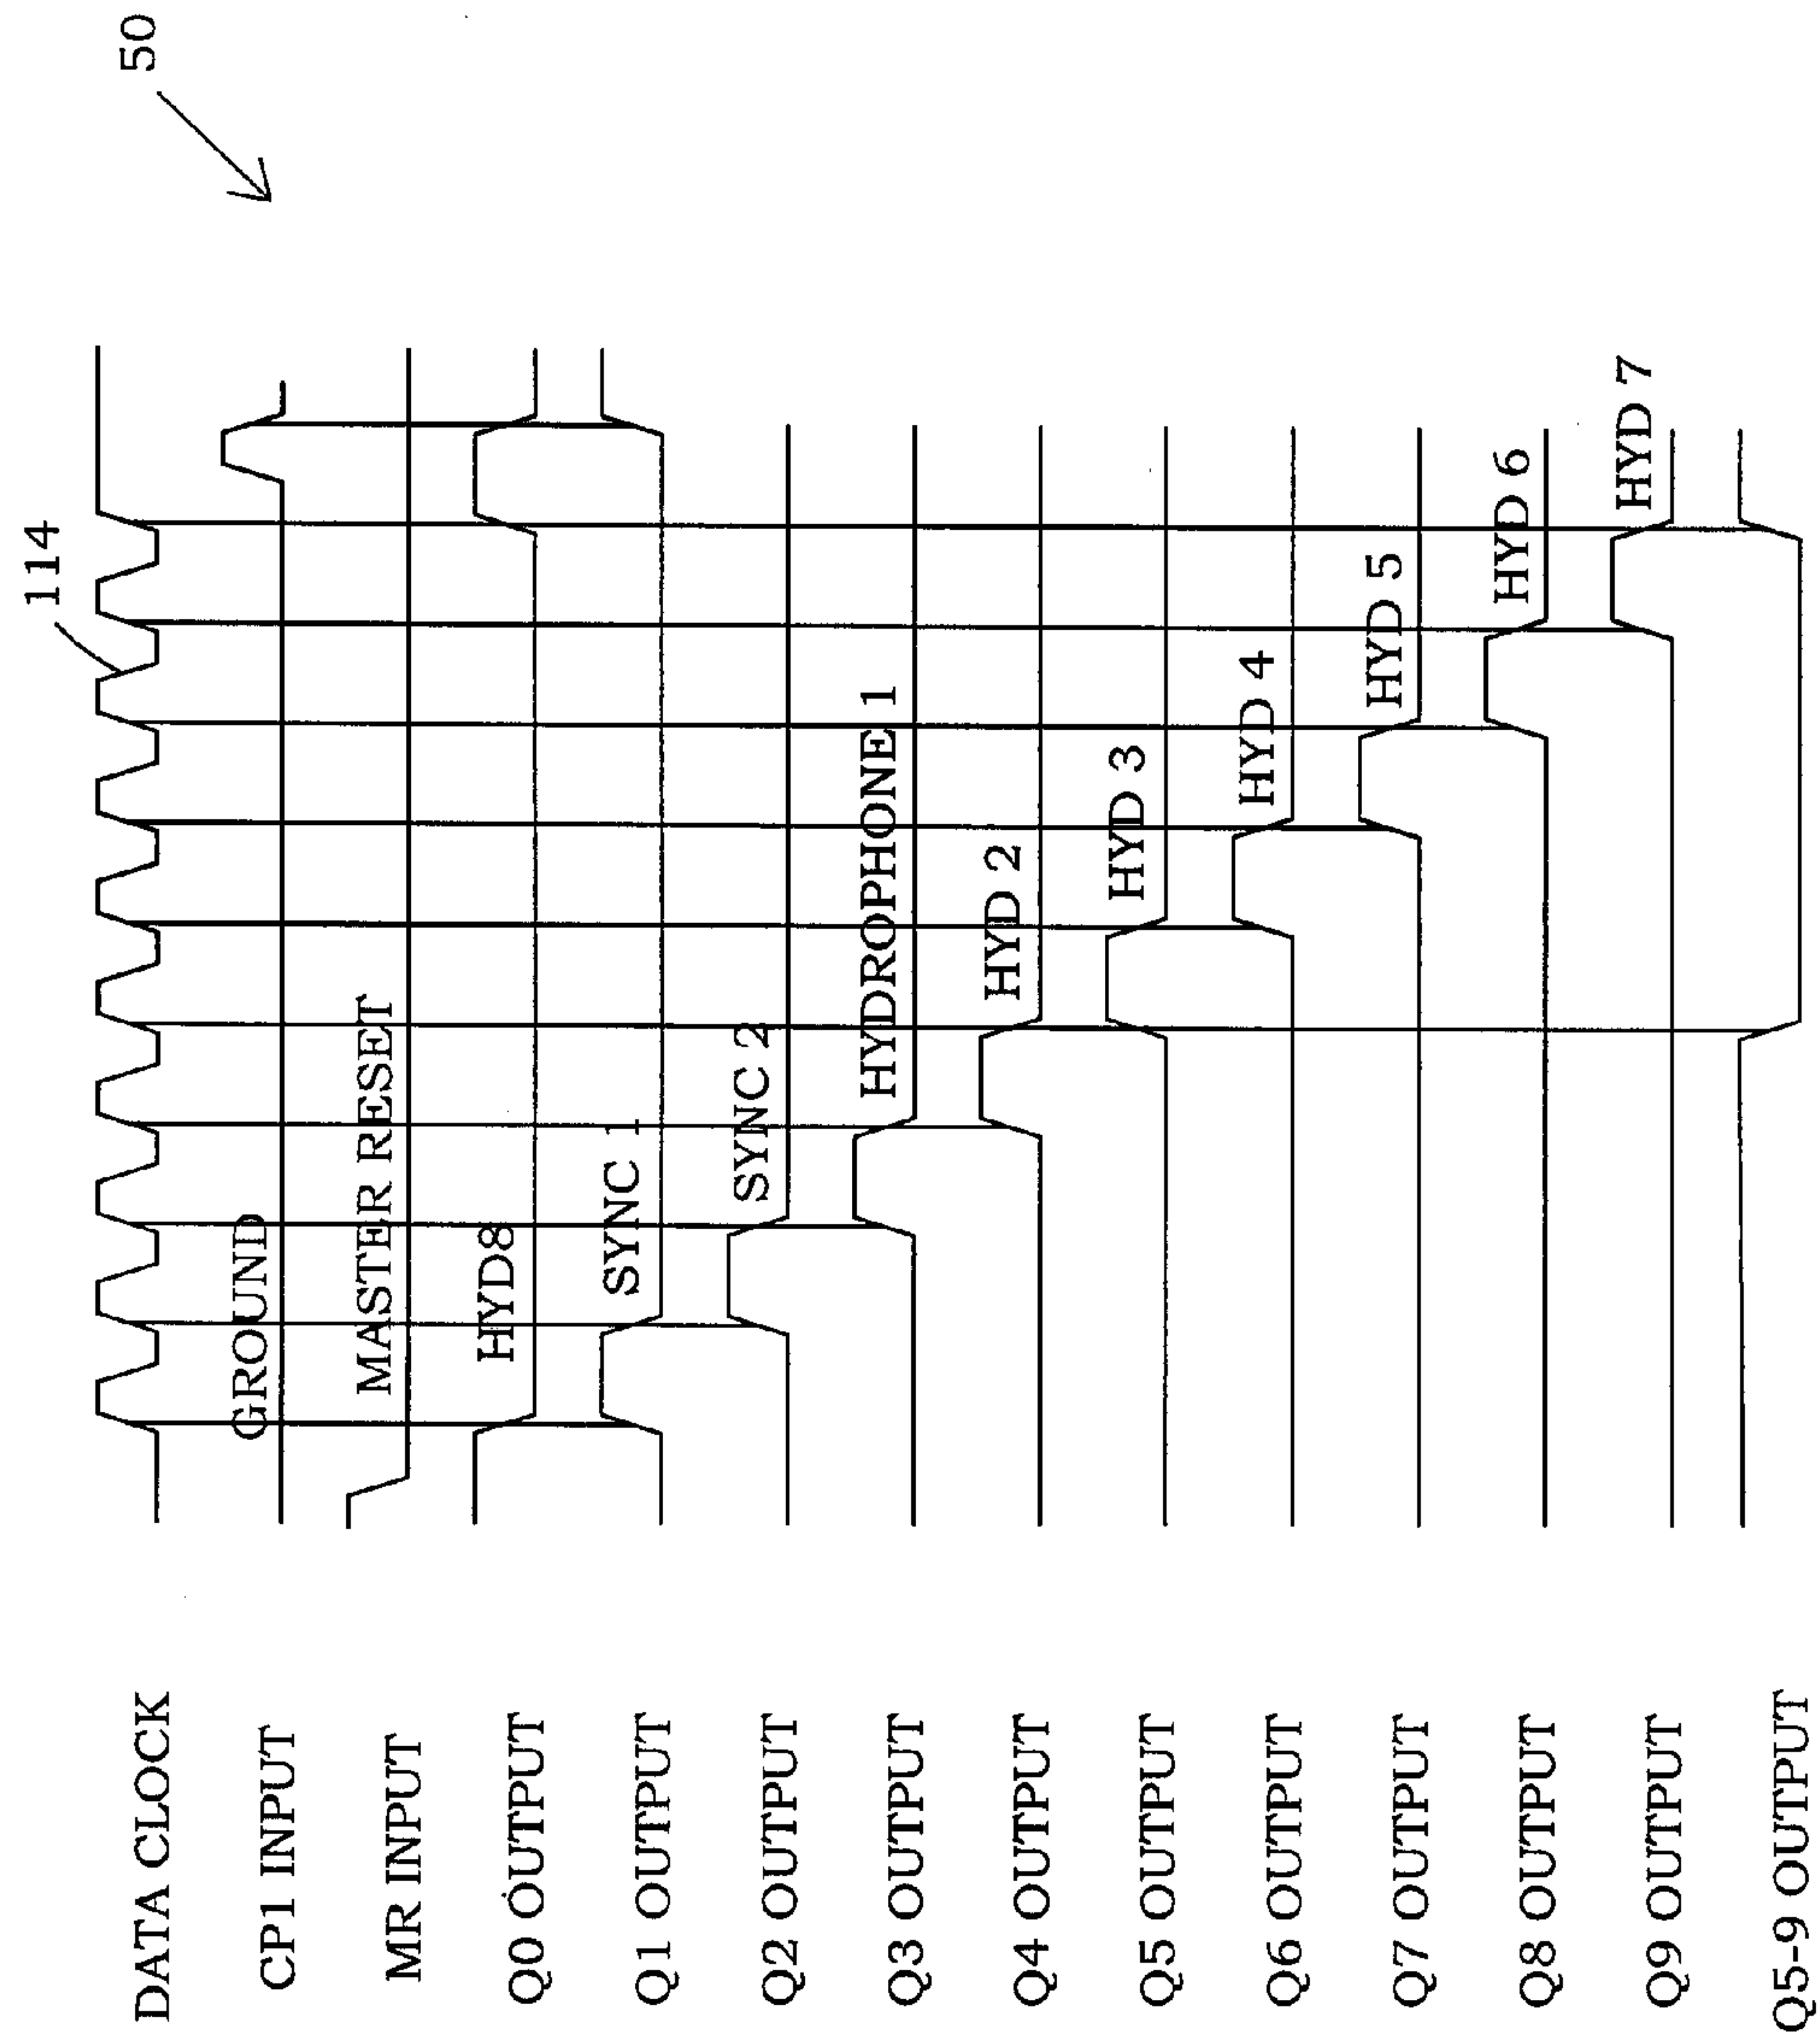 50
114
DATA CLOCK
CP1 INPUT
GROUND
MR INPUT
MASTER RESET
Q0 OUTPUT
HYD8
Q1 OUTPUT
SYNC 1
Q2 OUTPUT
SYNC 2
Q3 OUTPUT
HYDROPHONE 1
Q4 OUTPUT
HYD 2
Q5 OUTPUT
HYD 3
Q6 OUTPUT
HYD 4
Q7 OUTPUT
HYD 5
Q8 OUTPUT
HYD 6
Q9 OUTPUT
HYD 7
Q5-9 OUTPUT